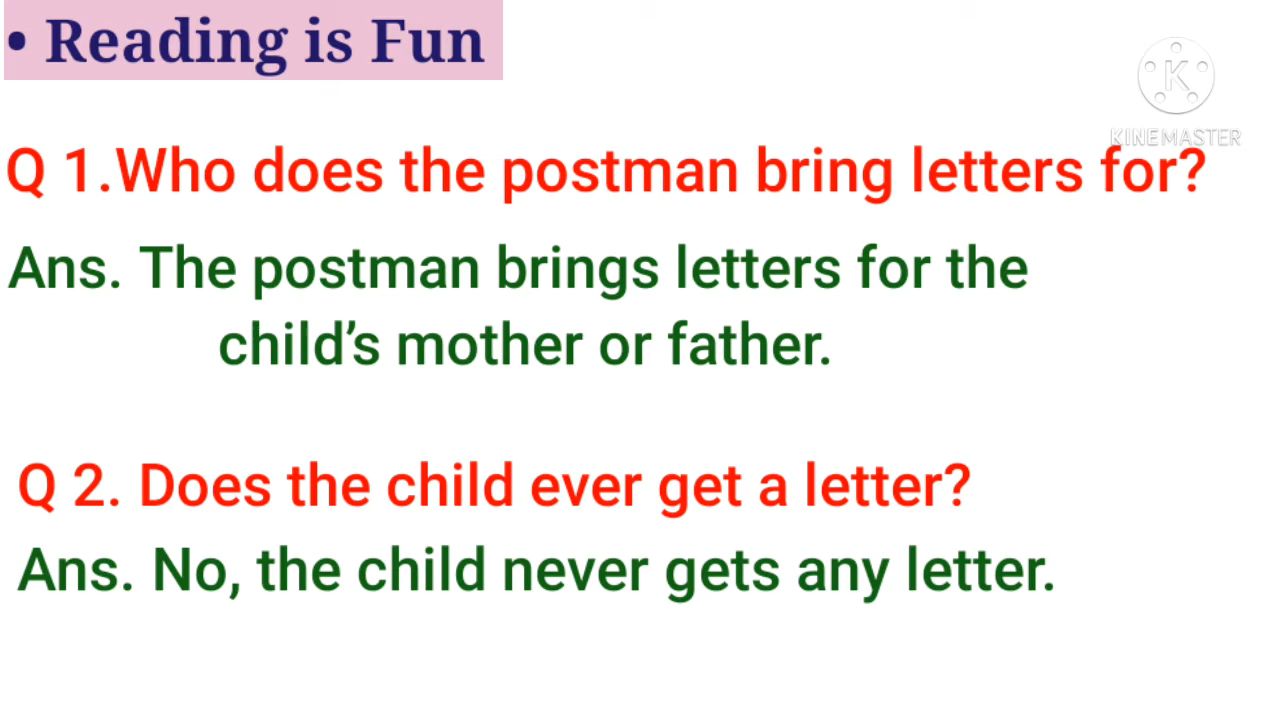 • Reading is Fun
K
KINEMASTER
Q 1.Who does the postman bring letters for?
Ans. The postman brings letters for the
child’s mother or father.
Q 2. Does the child ever get a letter?
Ans. No, the child never gets any letter.